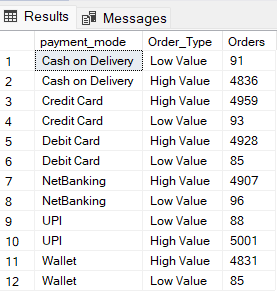 Results Messages
payment_mode Order_Type Orders
1 Cash on Delivery Low Value 91
2 Cash on Delivery High Value 4836
3 Credit Card High Value 4959
4 Credit Card Low Value 93
5 Debit Card High Value 4928
6 Debit Card Low Value 85
7 NetBanking High Value 4907
8 NetBanking Low Value 96
9 UPI Low Value 88
10 UPI High Value 5001
11 Wallet High Value 4831
12 Wallet Low Value 85